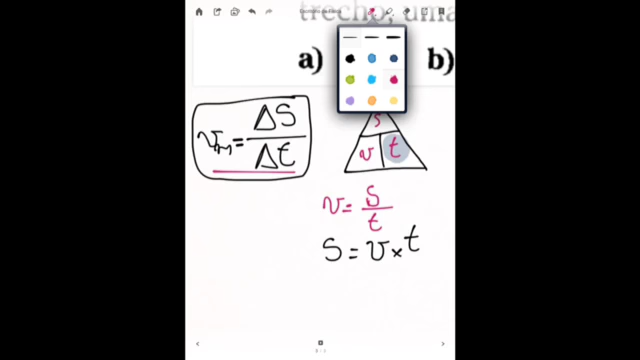 trecho, uma
a) b)
Vm = ΔS / Δt
S
v t
v = S / t
S = v × t